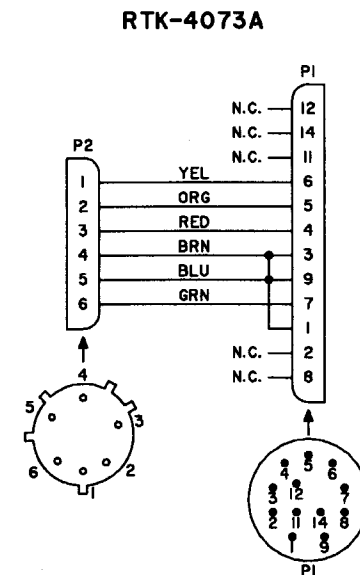 RTK-4073A
P1
N.C. 12
N.C. 14
P2 N.C. 11
1 YEL 6
2 ORG 5
3 RED 4
4 BRN 3
5 BLU 9
6 GRN 7
1
N.C. 2
N.C. 8
4
5 3
6 2
1
5
4 6
3 12 7
2 11 14 8
1 9
P1